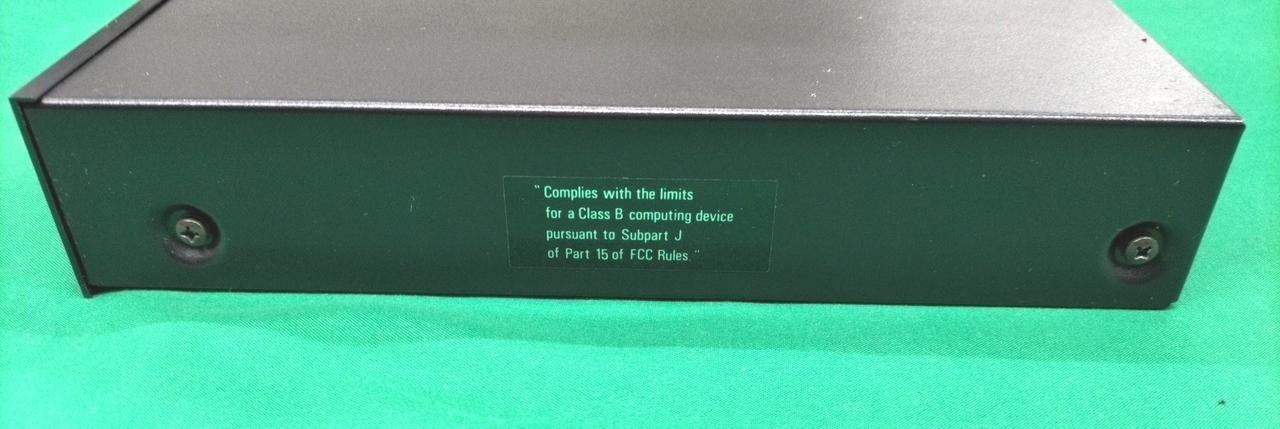 " Complies with the limits
for a Class B computing device
pursuant to Subpart J
of Part 15 of FCC Rules. "